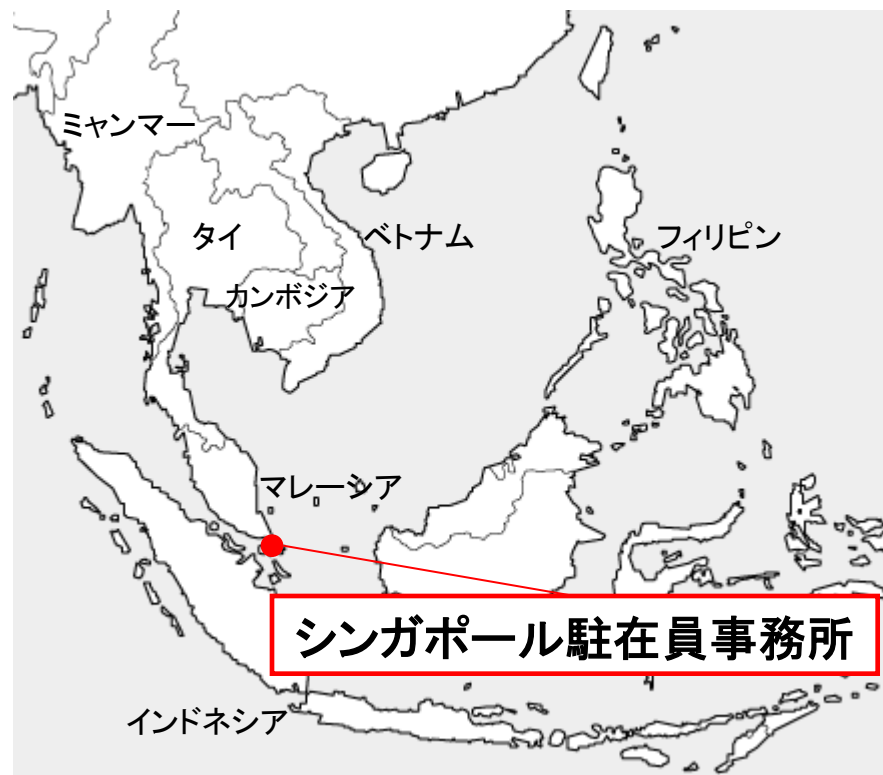 ミャンマー
タイ
ベトナム
フィリピン
カンボジア
マレーシア
シンガポール駐在員事務所
インドネシア